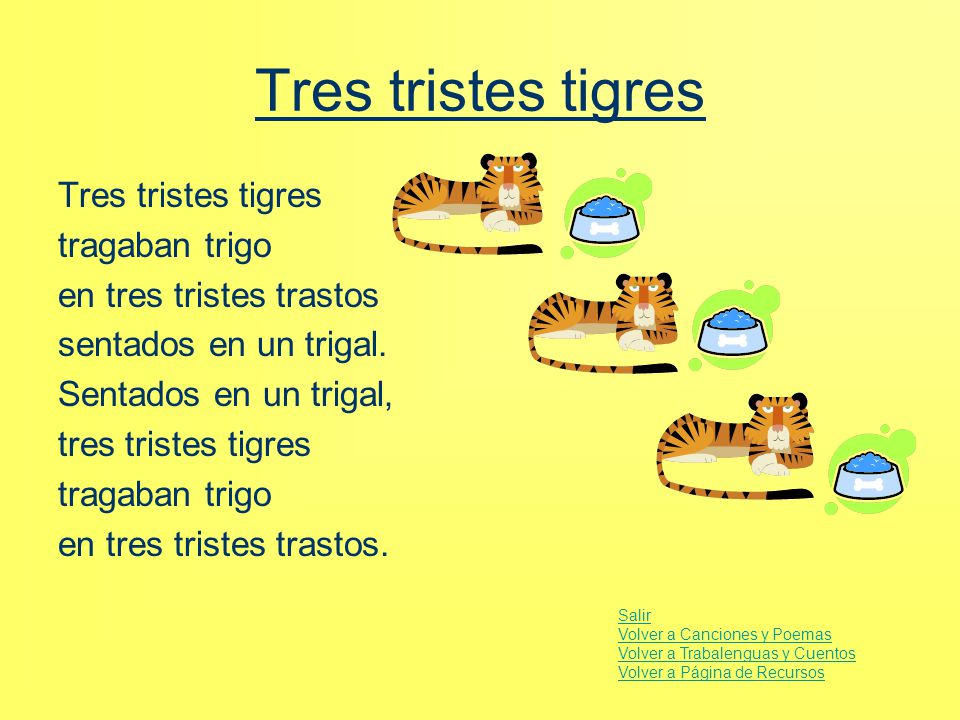 Tres tristes tigres
Tres tristes tigres
tragaban trigo
en tres tristes trastos
sentados en un trigal.
Sentados en un trigal,
tres tristes tigres
tragaban trigo
en tres tristes trastos.
Salir
Volver a Canciones y Poemas
Volver a Trabalenguas y Cuentos
Volver a Página de Recursos